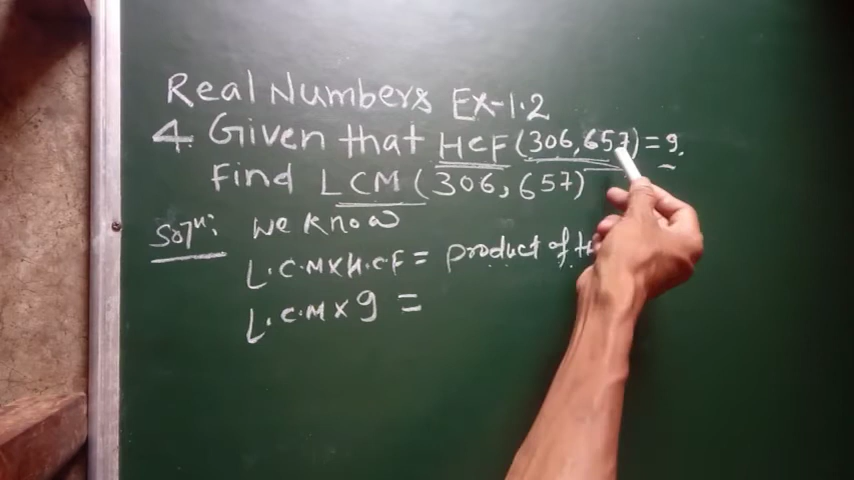 Real Numbers EX-1.2
4. Given that HCF (306,657) = 9.
Find LCM (306,657)
Solⁿ: We know
L.C.M×H.C.F = product of
L.C.M × 9 =